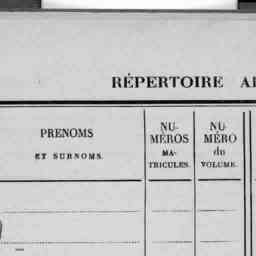 RÉPERTOIRE
PRENOMS
ET SURNOMS.
NU-
MÉROS
MA-
TRICULES.
NU-
MÉRO
du
VOLUME.